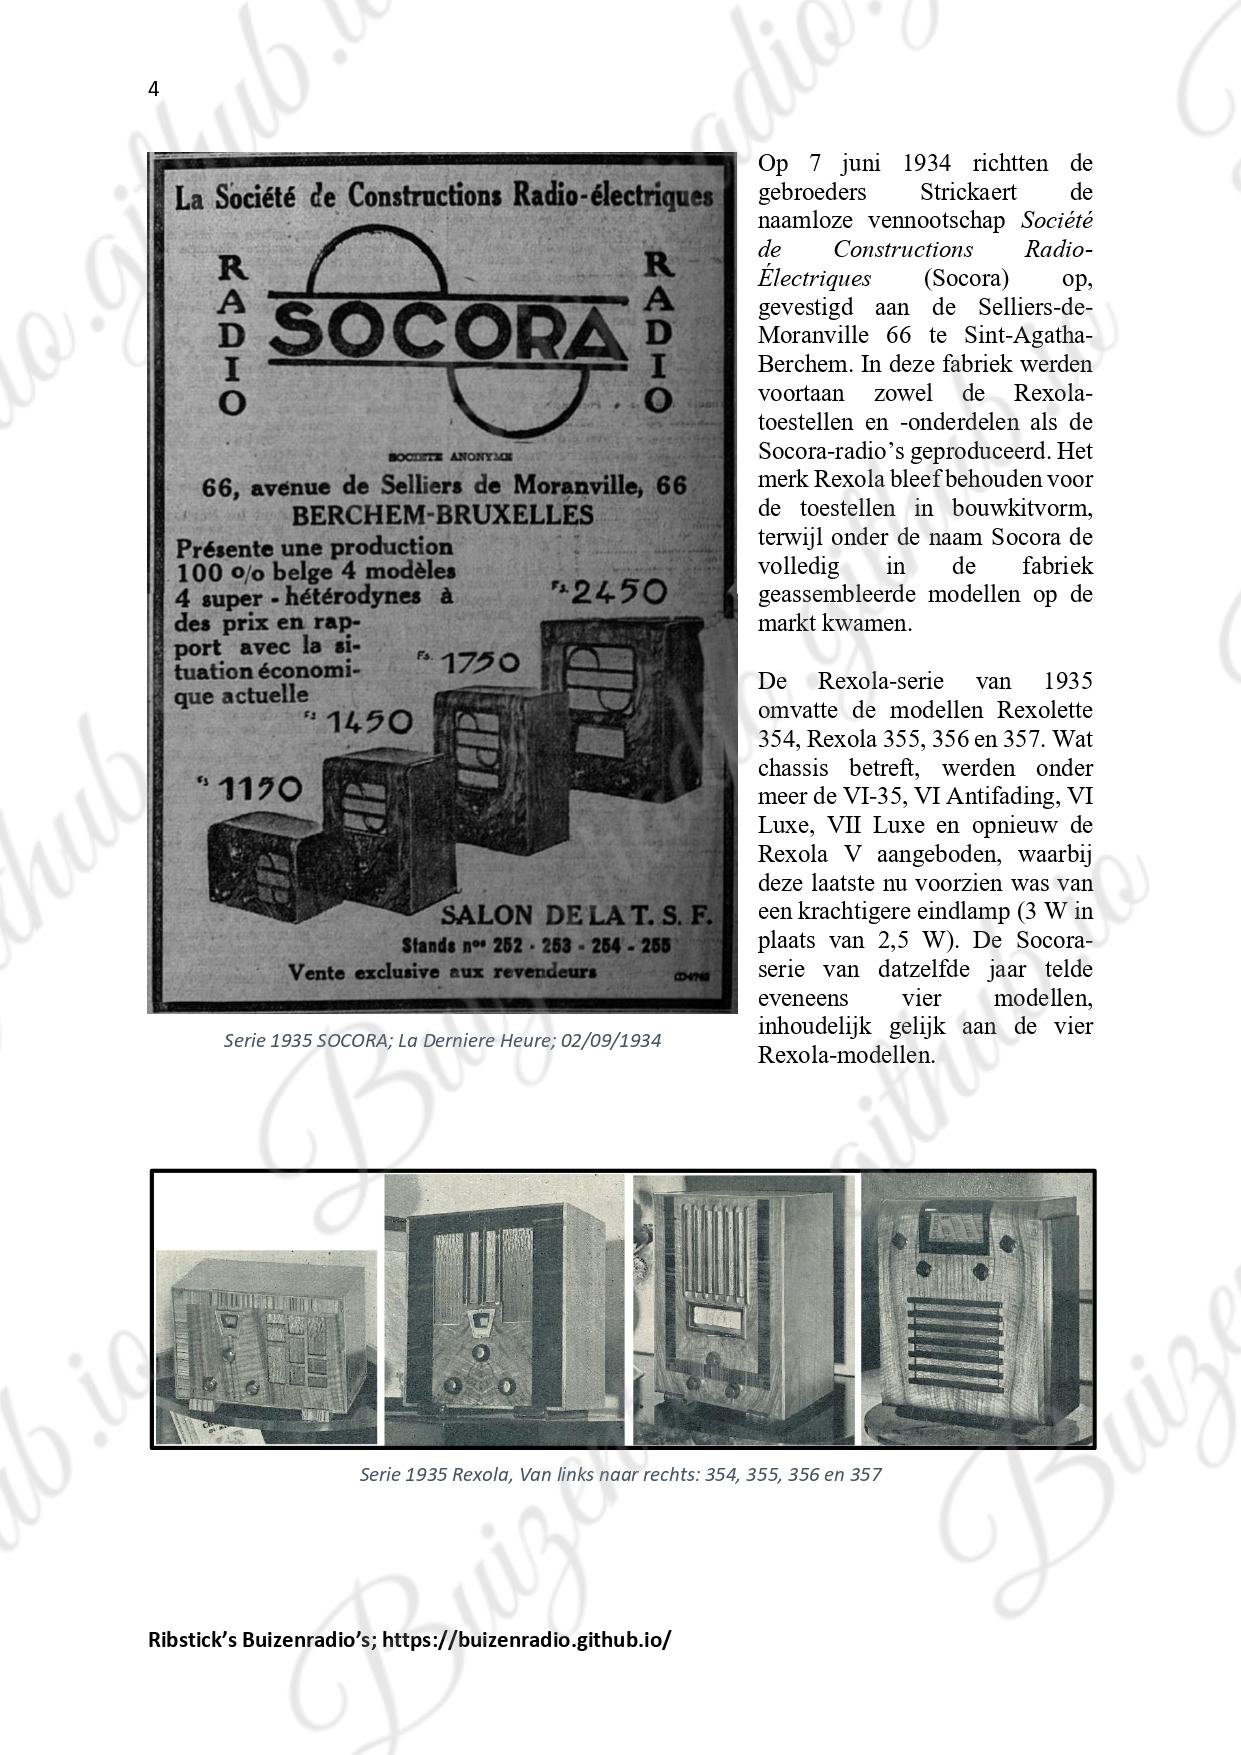 4
La Société de Constructions Radio-électriques
RADIO
SOCORA
RADIO
SOCIETE ANONYME
66, avenue de Selliers de Moranville, 66
BERCHEM-BRUXELLES
Présente une production
100 o/o belge 4 modèles
4 super - hétérodynes à
des prix en rap-
port avec la si-
tuation économi-
que actuelle
Fs. 2450
Fs. 1750
Fs 1450
Fs 1150
SALON DE LA T. S. F.
Stands nos 252 - 253 - 254 - 255
Vente exclusive aux revendeurs
Serie 1935 SOCORA; La Derniere Heure; 02/09/1934
Op 7 juni 1934 richtten de
gebroeders Strickaert de
naamloze vennootschap Société
de Constructions Radio-
Électriques (Socora) op,
gevestigd aan de Selliers-de-
Moranville 66 te Sint-Agatha-
Berchem. In deze fabriek werden
voortaan zowel de Rexola-
toestellen en -onderdelen als de
Socora-radio’s geproduceerd. Het
merk Rexola bleef behouden voor
de toestellen in bouwkitvorm,
terwijl onder de naam Socora de
volledig in de fabriek
geassembleerde modellen op de
markt kwamen.
De Rexola-serie van 1935
omvatte de modellen Rexolette
354, Rexola 355, 356 en 357. Wat
chassis betreft, werden onder
meer de VI-35, VI Antifading, VI
Luxe, VII Luxe en opnieuw de
Rexola V aangeboden, waarbij
deze laatste nu voorzien was van
een krachtigere eindlamp (3 W in
plaats van 2,5 W). De Socora-
serie van datzelfde jaar telde
eveneens vier modellen,
inhoudelijk gelijk aan de vier
Rexola-modellen.
Serie 1935 Rexola, Van links naar rechts: 354, 355, 356 en 357
Ribstick’s Buizenradio’s; https://buizenradio.github.io/